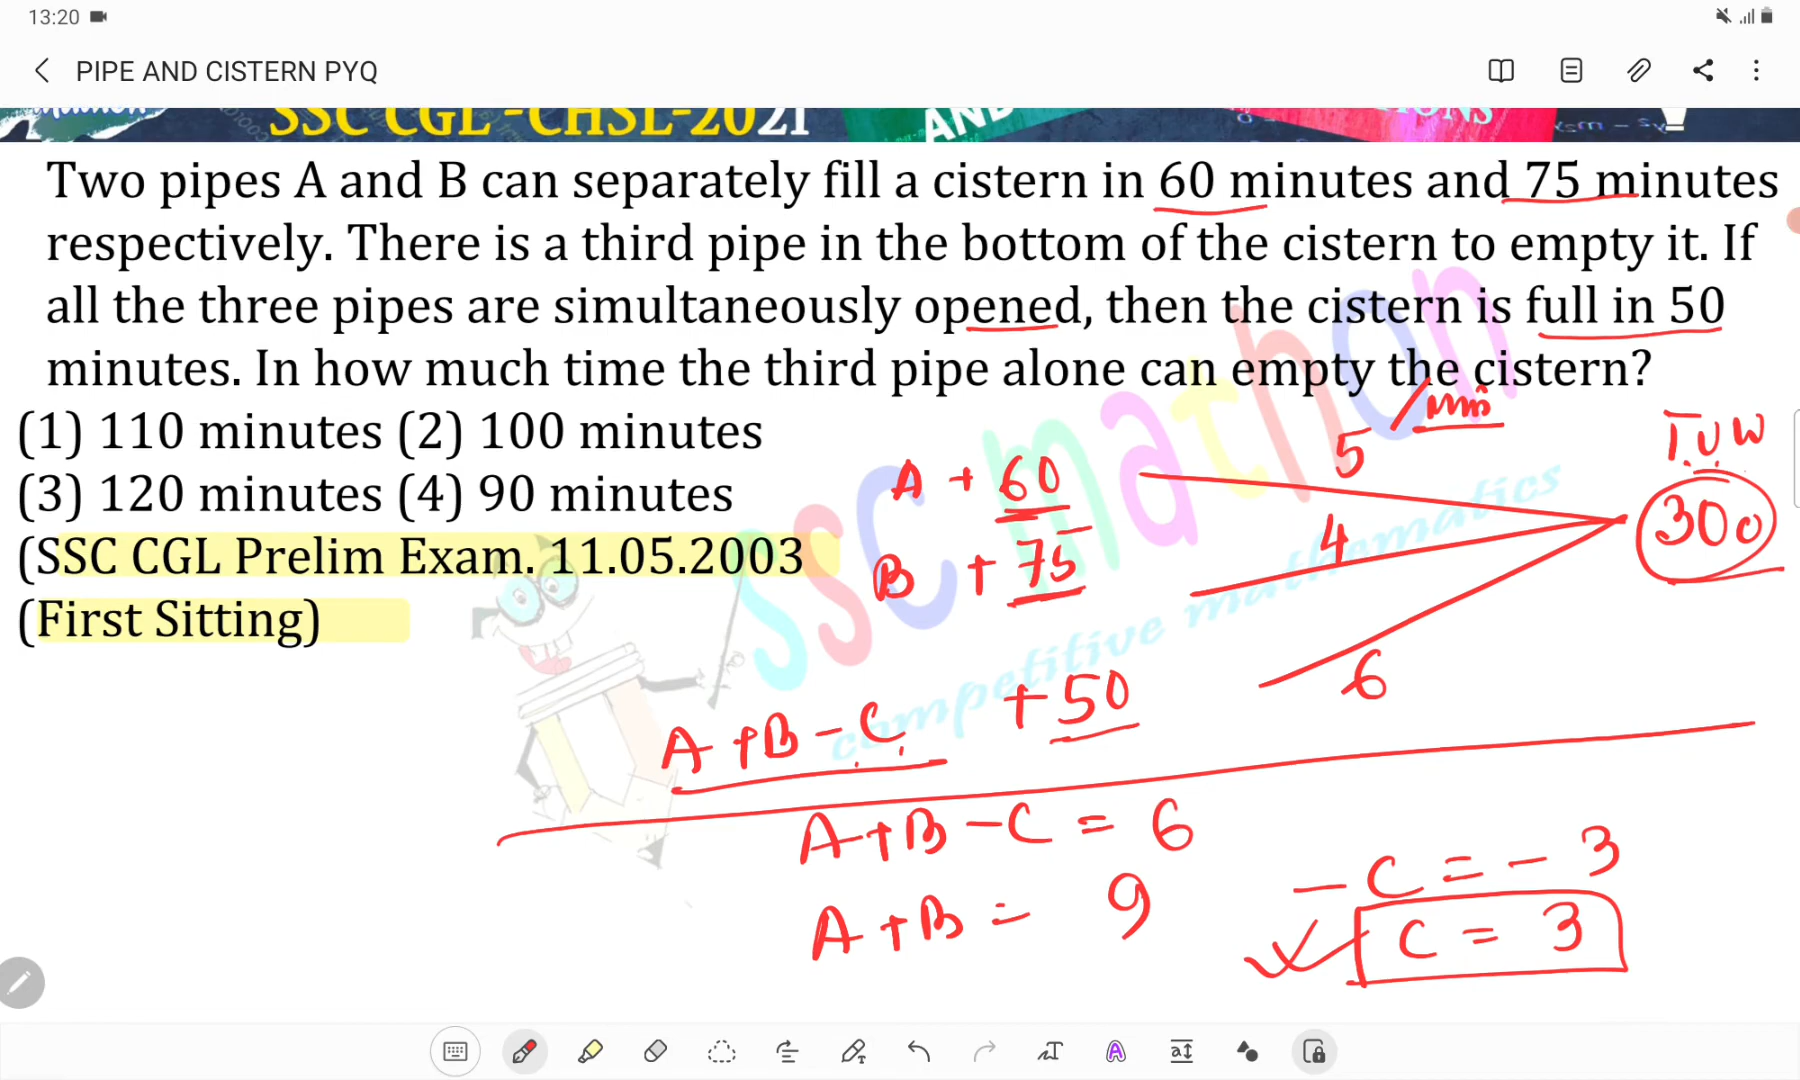 13:20
PIPE AND CISTERN PYQ
SSC CGL -CHSL-2021
AND
Two pipes A and B can separately fill a cistern in 60 minutes and 75 minutes
respectively. There is a third pipe in the bottom of the cistern to empty it. If
all the three pipes are simultaneously opened, then the cistern is full in 50
minutes. In how much time the third pipe alone can empty the cistern?
(1) 110 minutes (2) 100 minutes
(3) 120 minutes (4) 90 minutes
(SSC CGL Prelim Exam. 11.05.2003
(First Sitting)
ssc mathon
competitive mathematics
5 /min
T.U.W
A + 60
300
B + 75
4
6
A+B-C +50
A+B-C = 6
A+B = 9
-C = -3
C = 3